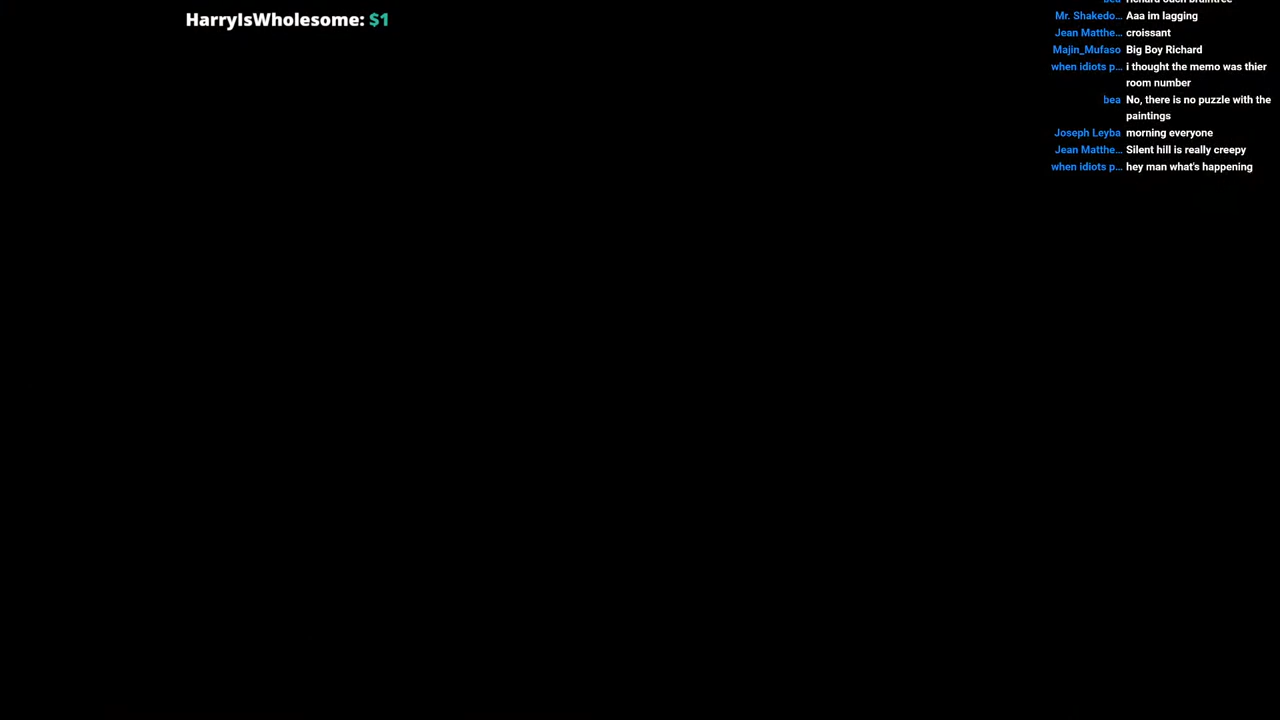 HarryIsWholesome: $1
Mr. Shakedo... Aaa im lagging
Jean Matthe... croissant
Majin_Mufaso Big Boy Richard
when idiots p... i thought the memo was thier
room number
bea No, there is no puzzle with the
paintings
Joseph Leyba morning everyone
Jean Matthe... Silent hill is really creepy
when idiots p... hey man what's happening